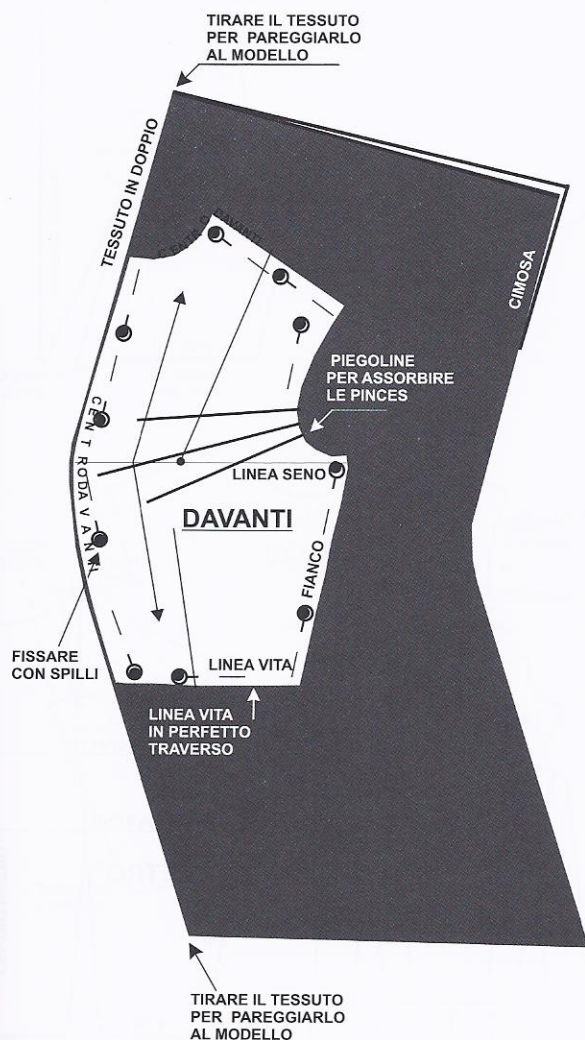 TIRARE IL TESSUTO
PER PAREGGIARLO
AL MODELLO
TESSUTO IN DOPPIO
CENTRO DAVANTI
CIMOSA
PIEGOLINE
PER ASSORBIRE
LE PINCES
CENTRO DAVANTI
LINEA SENO
DAVANTI
FIANCO
FISSARE
CON SPILLI
LINEA VITA
LINEA VITA
IN PERFETTO
TRAVERSO
TIRARE IL TESSUTO
PER PAREGGIARLO
AL MODELLO